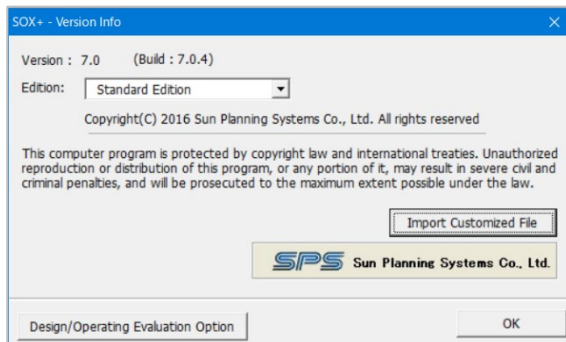 SOX+ - Version Info
Version : 7.0 (Build : 7.0.4)
Edition: Standard Edition
Copyright(C) 2016 Sun Planning Systems Co., Ltd. All rights reserved
This computer program is protected by copyright law and international treaties. Unauthorized
reproduction or distribution of this program, or any portion of it, may result in severe civil and
criminal penalties, and will be prosecuted to the maximum extent possible under the law.
Import Customized File
SPS Sun Planning Systems Co., Ltd.
Design/Operating Evaluation Option OK